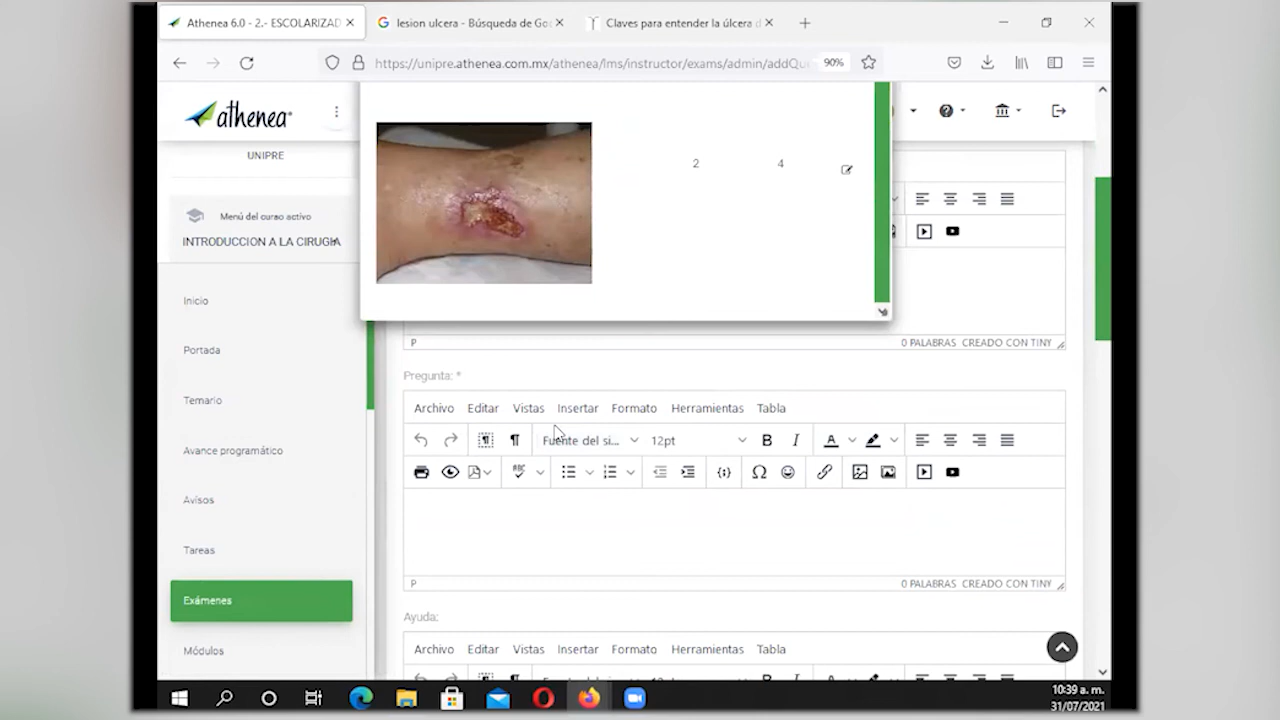 Athenea 6.0 - 2.- ESCOLARIZAD
lesion ulcera - Búsqueda de Goo
Claves para entender la úlcera d
https://unipre.athenea.com.mx/athenea/lms/instructor/exams/admin/addQu
90%
athenea
UNIPRE
Menú del curso activo
INTRODUCCION A LA CIRUGIA
2
4
Inicio
Portada
Temario
Avance programático
Avisos
Tareas
Exámenes
Módulos
P
0 PALABRAS CREADO CON TINY
Pregunta: *
Archivo Editar Vistas Insertar Formato Herramientas Tabla
Fuente del si... 12pt B I A
P
0 PALABRAS CREADO CON TINY
Ayuda:
Archivo Editar Vistas Insertar Formato Herramientas Tabla
10:39 a. m.
31/07/2021